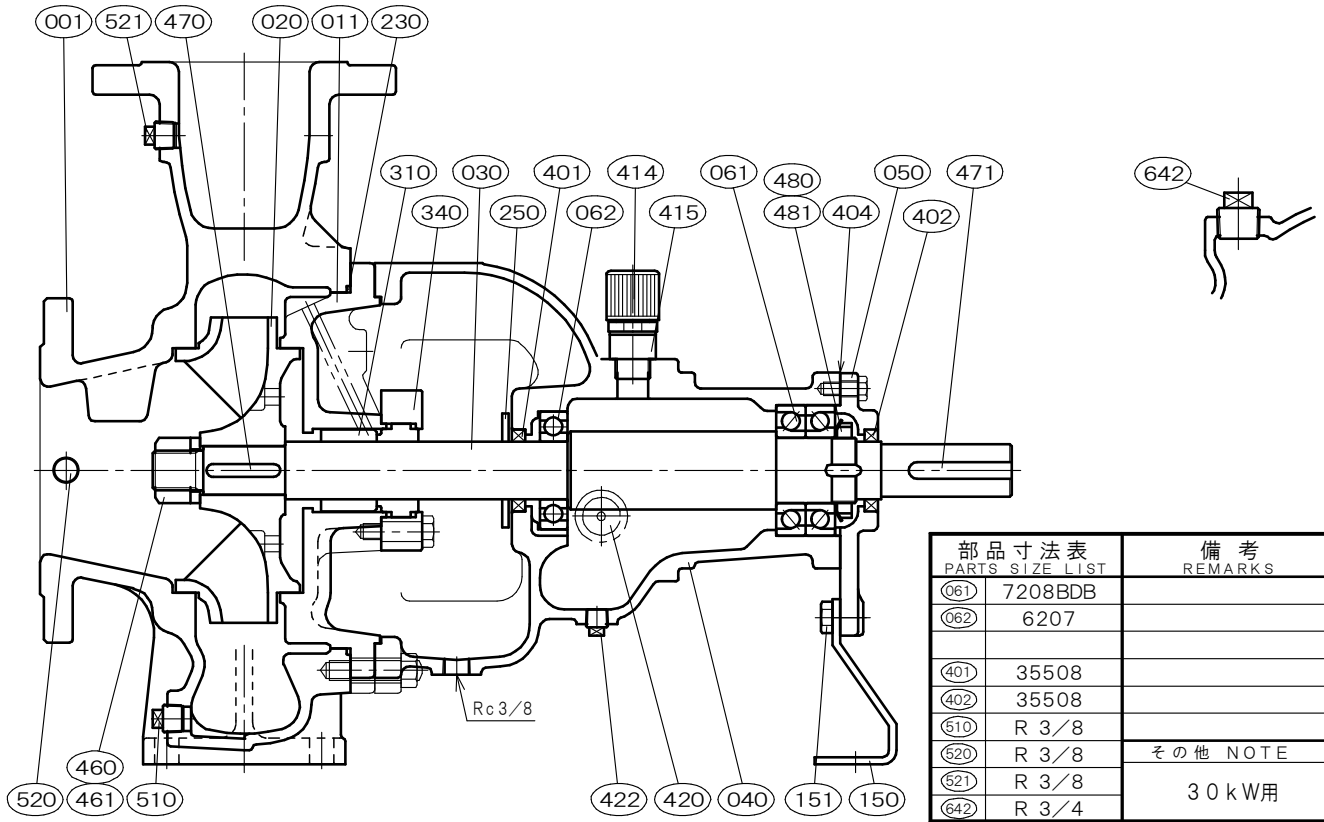 001 521 470 020 011 230
310 030 401 414 061 480 050 471 642
340 250 062 415 481 404 402
Rc3/8
460
520 461 510 422 420 040 151 150
部品寸法表 備考
PARTS SIZE LIST REMARKS
061 7208BDB
062 6207
401 35508
402 35508
510 R 3/8
520 R 3/8 その他 NOTE
521 R 3/8 30kW用
642 R 3/4